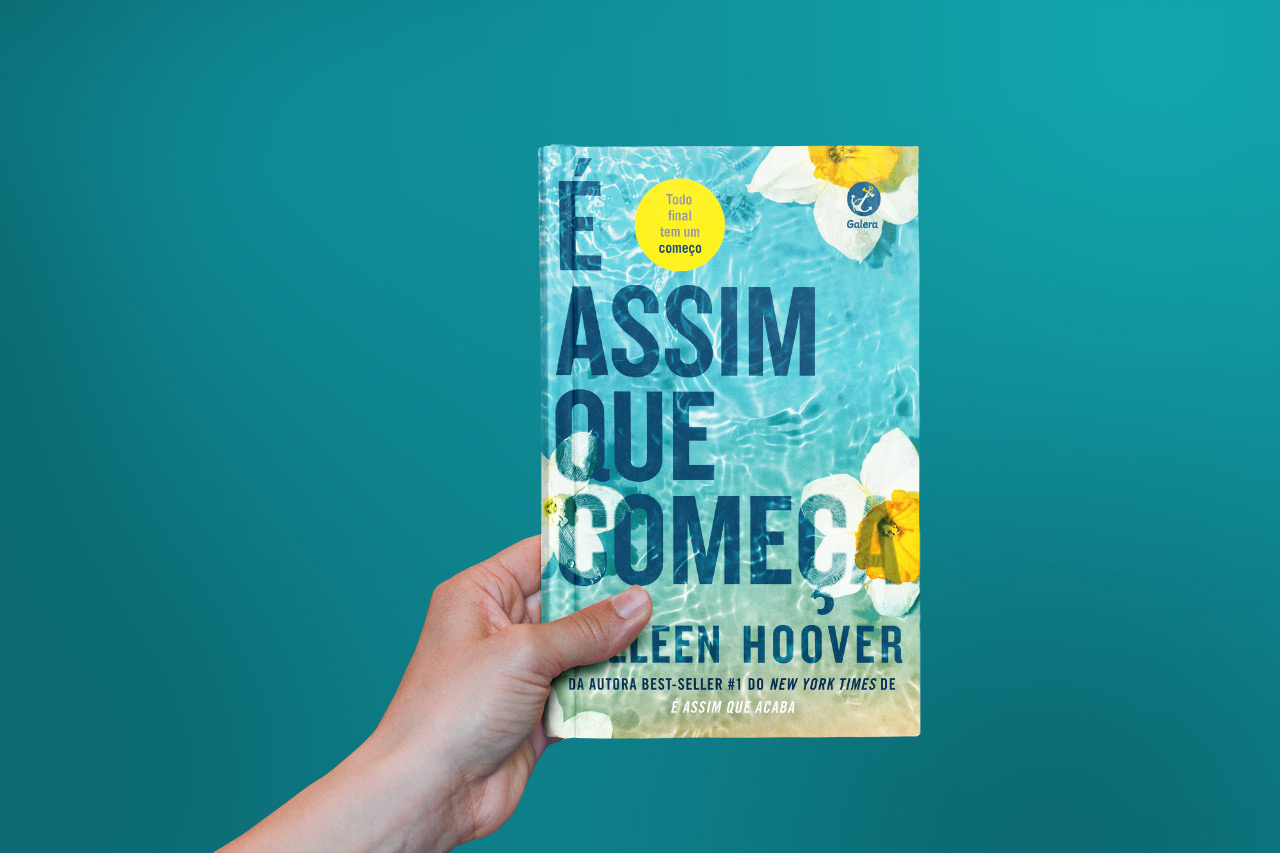 É
Todo
final
tem um
começo
Galera
ASSIM
QUE
COMEÇA
LEEN HOOVER
DA AUTORA BEST-SELLER #1 DO NEW YORK TIMES DE
É ASSIM QUE ACABA